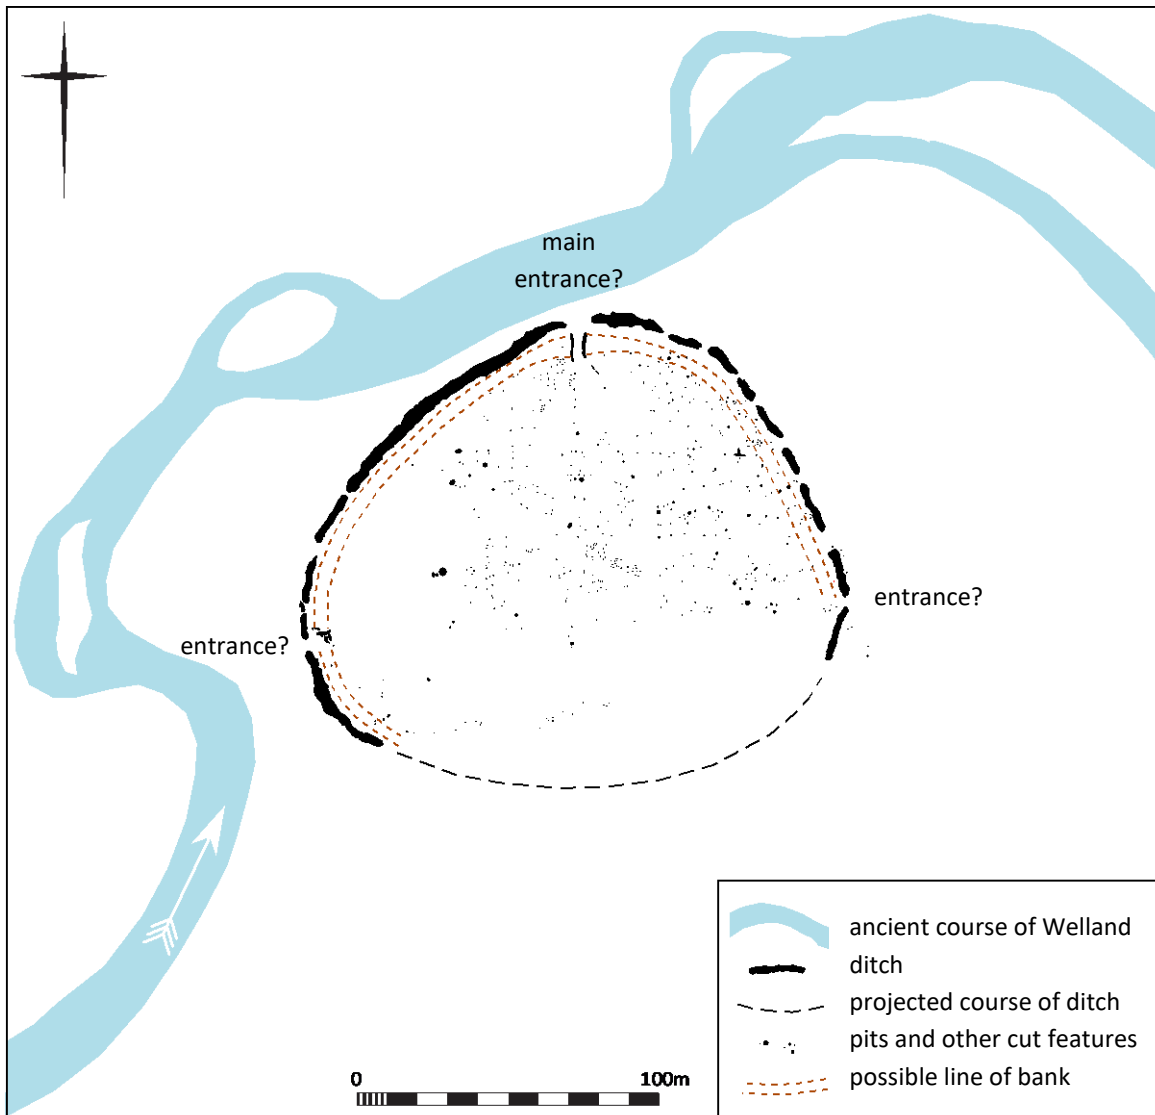 main
entrance?
entrance?
entrance?
ancient course of Welland
ditch
projected course of ditch
pits and other cut features
possible line of bank
0 100m